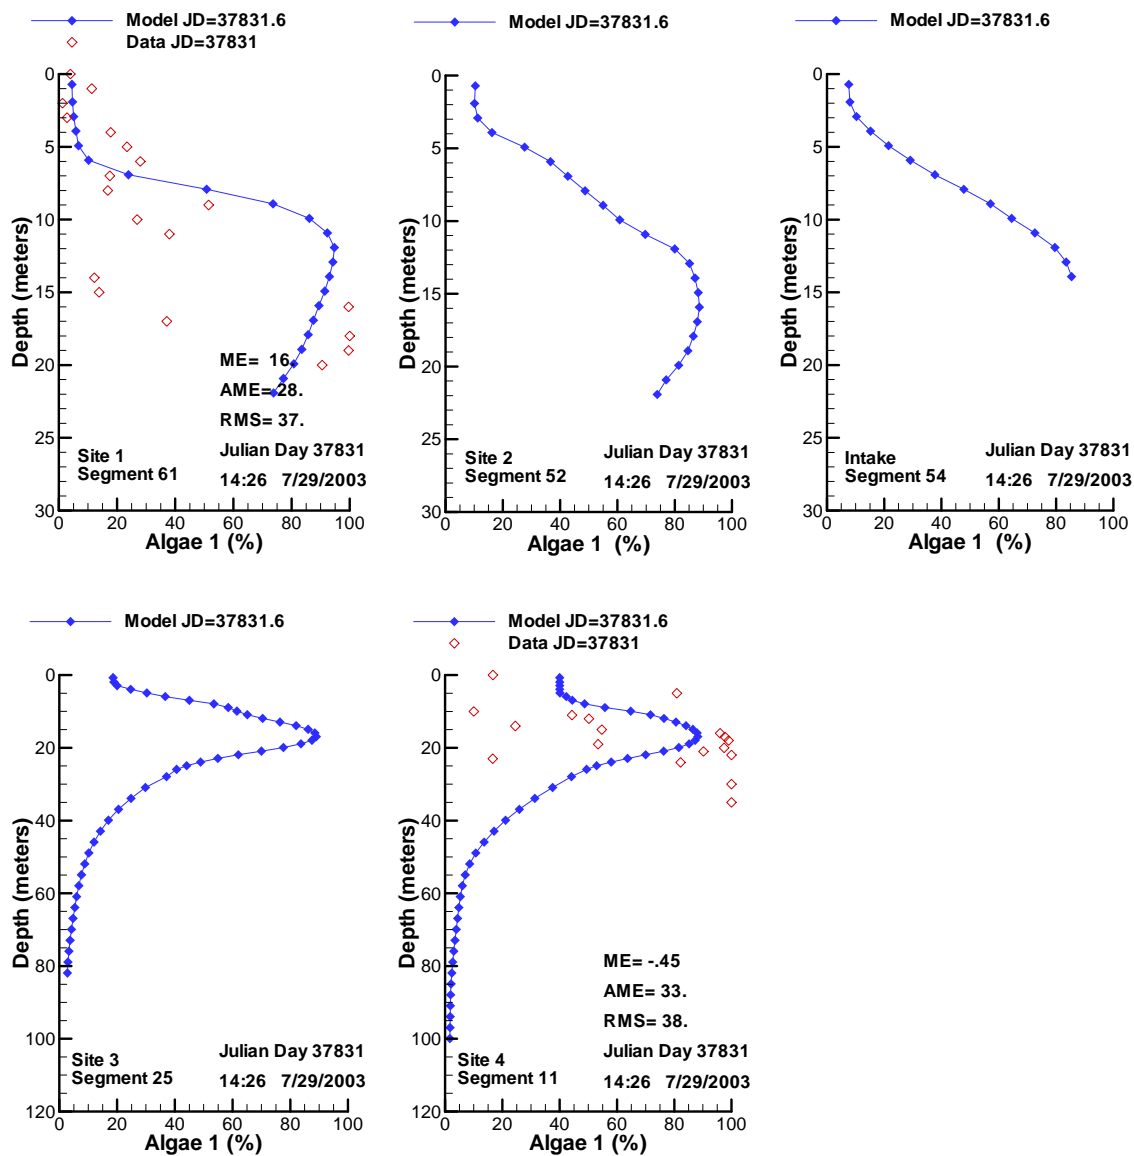 Model JD=37831.6
Data JD=37831
0
5
10
15
20
25
30
Depth (meters)
ME= 16.
AME= 28.
RMS= 37.
Site 1
Segment 61
Julian Day 37831
14:26 7/29/2003
0 20 40 60 80 100
Algae 1 (%)
Model JD=37831.6
0
5
10
15
20
25
30
Depth (meters)
Site 2
Segment 52
Julian Day 37831
14:26 7/29/2003
0 20 40 60 80 100
Algae 1 (%)
Model JD=37831.6
0
5
10
15
20
25
30
Depth (meters)
Intake
Segment 54
Julian Day 37831
14:26 7/29/2003
0 20 40 60 80 100
Algae 1 (%)
Model JD=37831.6
0
20
40
60
80
100
120
Depth (meters)
Site 3
Segment 25
Julian Day 37831
14:26 7/29/2003
0 20 40 60 80 100
Algae 1 (%)
Model JD=37831.6
Data JD=37831
0
20
40
60
80
100
120
Depth (meters)
ME= -.45
AME= 33.
RMS= 38.
Site 4
Segment 11
Julian Day 37831
14:26 7/29/2003
0 20 40 60 80 100
Algae 1 (%)